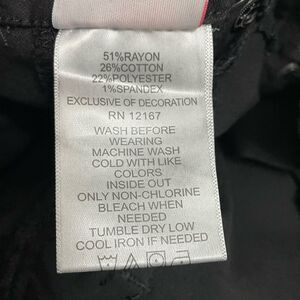 51%RAYON
26%COTTON
22%POLYESTER
1%SPANDEX
EXCLUSIVE OF DECORATION
RN 12167
WASH BEFORE
WEARING
MACHINE WASH
COLD WITH LIKE
COLORS
INSIDE OUT
ONLY NON-CHLORINE
BLEACH WHEN
NEEDED
TUMBLE DRY LOW
COOL IRON IF NEEDED